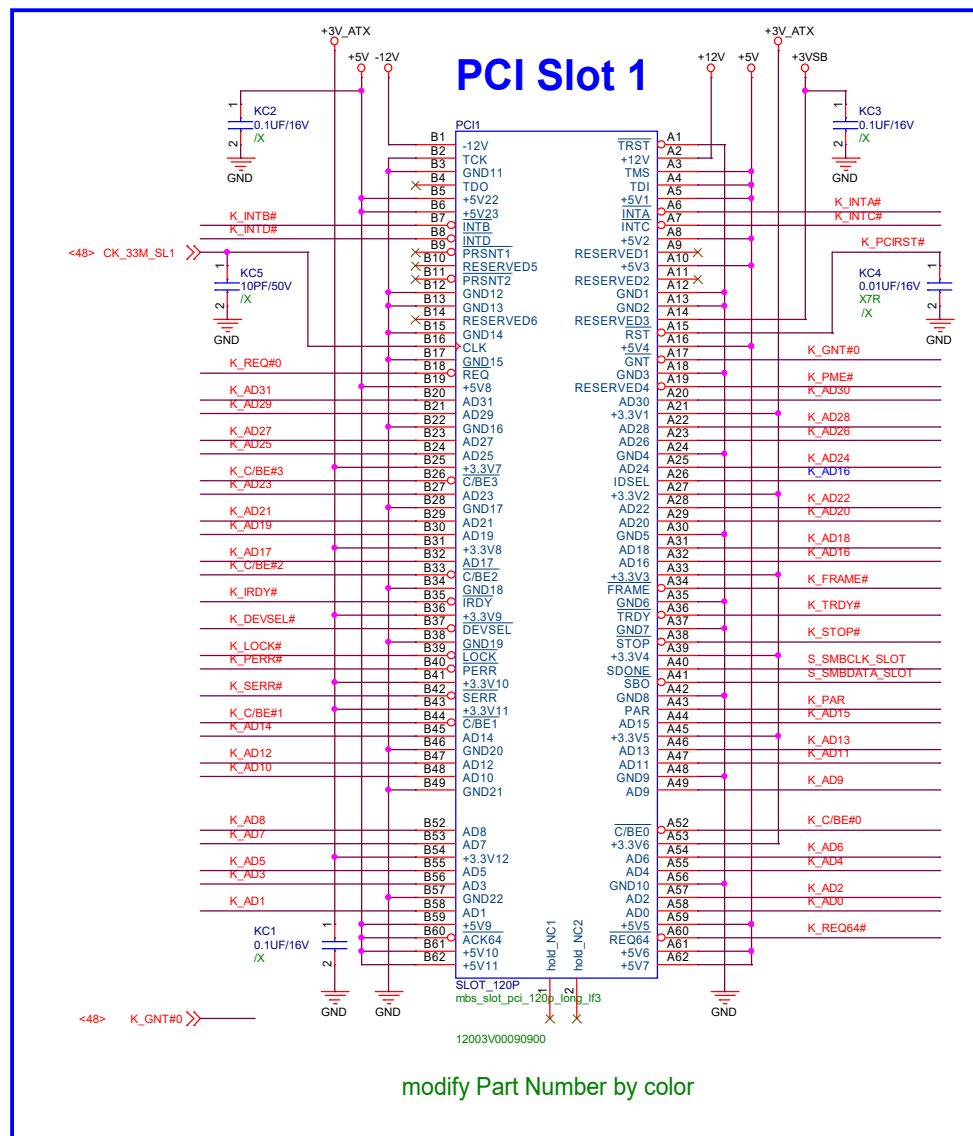 +3V_ATX
+5V
-12V
PCI Slot 1
+12V
+5V
+3V_ATX
+3VSB
KC2
0.1UF/16V
/X
1
2
GND
KC3
0.1UF/16V
/X
1
2
GND
PCI1
B1 -12V TRST A1
B2 TCK +12V A2
B3 GND11 TMS A3
B4 TDO TDI A4
B5 +5V22 +5V1 A5
B6 +5V23 INTA A6 K_INTA#
K_INTB# B7 INTB INTC A7 K_INTC#
K_INTD# B8 INTD +5V2 A8
B9 PRSNT1 RESERVED1 A9
B10 RESERVED5 +5V3 A10
B11 PRSNT2 RESERVED2 A11
B12 GND12 GND1 A12
B13 GND13 GND2 A13
B14 RESERVED6 RESERVED3 A14
B15 GND14 RST A15 K_PCIRST#
B16 CLK +5V4 A16
B17 GND15 GNT A17 K_GNT#0
K_REQ#0 B18 REQ GND3 A18
B19 +5V8 RESERVED4 A19 K_PME#
K_AD31 B20 AD31 AD30 A20 K_AD30
K_AD29 B21 AD29 +3.3V1 A21
B22 GND16 AD28 A22 K_AD28
K_AD27 B23 AD27 AD26 A23 K_AD26
K_AD25 B24 AD25 GND4 A24
B25 +3.3V7 AD24 A25 K_AD24
K_C/BE#3 B26 C/BE3 IDSEL A26 K_AD16
K_AD23 B27 AD23 +3.3V2 A27
B28 GND17 AD22 A28 K_AD22
K_AD21 B29 AD21 AD20 A29 K_AD20
K_AD19 B30 AD19 GND5 A30
B31 +3.3V8 AD18 A31 K_AD18
K_AD17 B32 AD17 AD16 A32 K_AD16
K_C/BE#2 B33 C/BE2 +3.3V3 A33
B34 GND18 FRAME A34 K_FRAME#
K_IRDY# B35 IRDY GND6 A35
B36 +3.3V9 TRDY A36 K_TRDY#
K_DEVSEL# B37 DEVSEL GND7 A37
B38 GND19 STOP A38 K_STOP#
K_LOCK# B39 LOCK +3.3V4 A39
K_PERR# B40 PERR SDONE A40 S_SMBCLK_SLOT
B41 +3.3V10 SBO A41 S_SMBDATA_SLOT
K_SERR# B42 SERR GND8 A42
B43 +3.3V11 PAR A43 K_PAR
K_C/BE#1 B44 C/BE1 AD15 A44 K_AD15
K_AD14 B45 AD14 +3.3V5 A45
B46 GND20 AD13 A46 K_AD13
K_AD12 B47 AD12 AD11 A47 K_AD11
K_AD10 B48 AD10 GND9 A48
B49 GND21 AD9 A49 K_AD9
K_AD8 B52 AD8 C/BE0 A52 K_C/BE#0
K_AD7 B53 AD7 +3.3V6 A53
B54 +3.3V12 AD6 A54 K_AD6
K_AD5 B55 AD5 AD4 A55 K_AD4
K_AD3 B56 AD3 GND10 A56
B57 GND22 AD2 A57 K_AD2
K_AD1 B58 AD1 AD0 A58 K_AD0
B59 +5V9 +5V5 A59
B60 ACK64 REQ64 A60 K_REQ64#
B61 +5V10 +5V6 A61
B62 +5V11 +5V7 A62
<48> CK_33M_SL1
KC5
10PF/50V
/X
1
2
GND
KC4
0.01UF/16V
X7R
/X
1
2
GND
KC1
0.1UF/16V
/X
1
2
GND
GND
GND
hold_NC1
hold_NC2
1
2
SLOT_120P
mbs_slot_pci_120p_long_lf3
<48> K_GNT#0
12003V00090900
modify Part Number by color